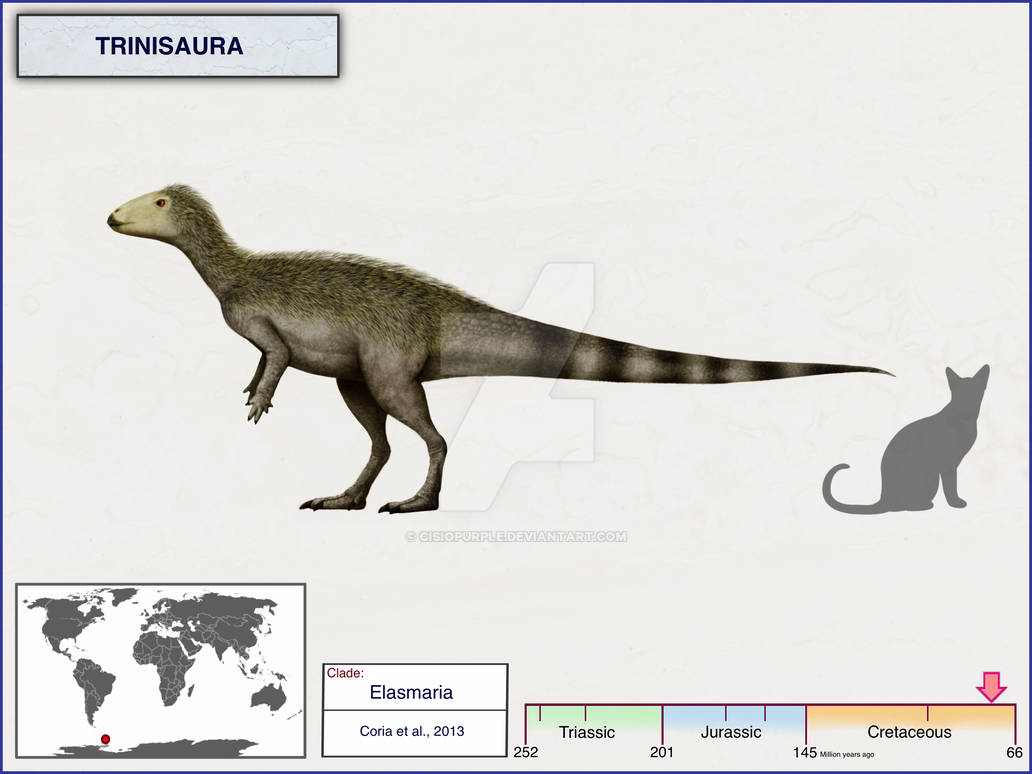 TRINISAURA
© CISIOPURPLE.DEVIANTART.COM
Clade:
Elasmaria
Coria et al., 2013
Triassic Jurassic Cretaceous
252 201 145 Million years ago 66